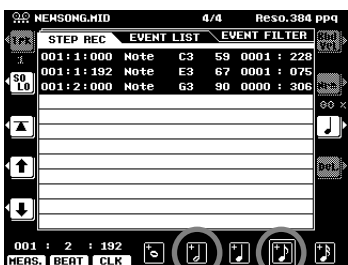 NEWSONG.MID 4/4 Reso.384 ppq
STEP REC EVENT LIST EVENT FILTER
001:1:000 Note C3 59 0001 : 228
001:1:192 Note E3 67 0001 : 075
001:2:000 Note G3 90 0000 : 306
SO
LO
Del
001 : 2 : 192
MEAS. BEAT CLK